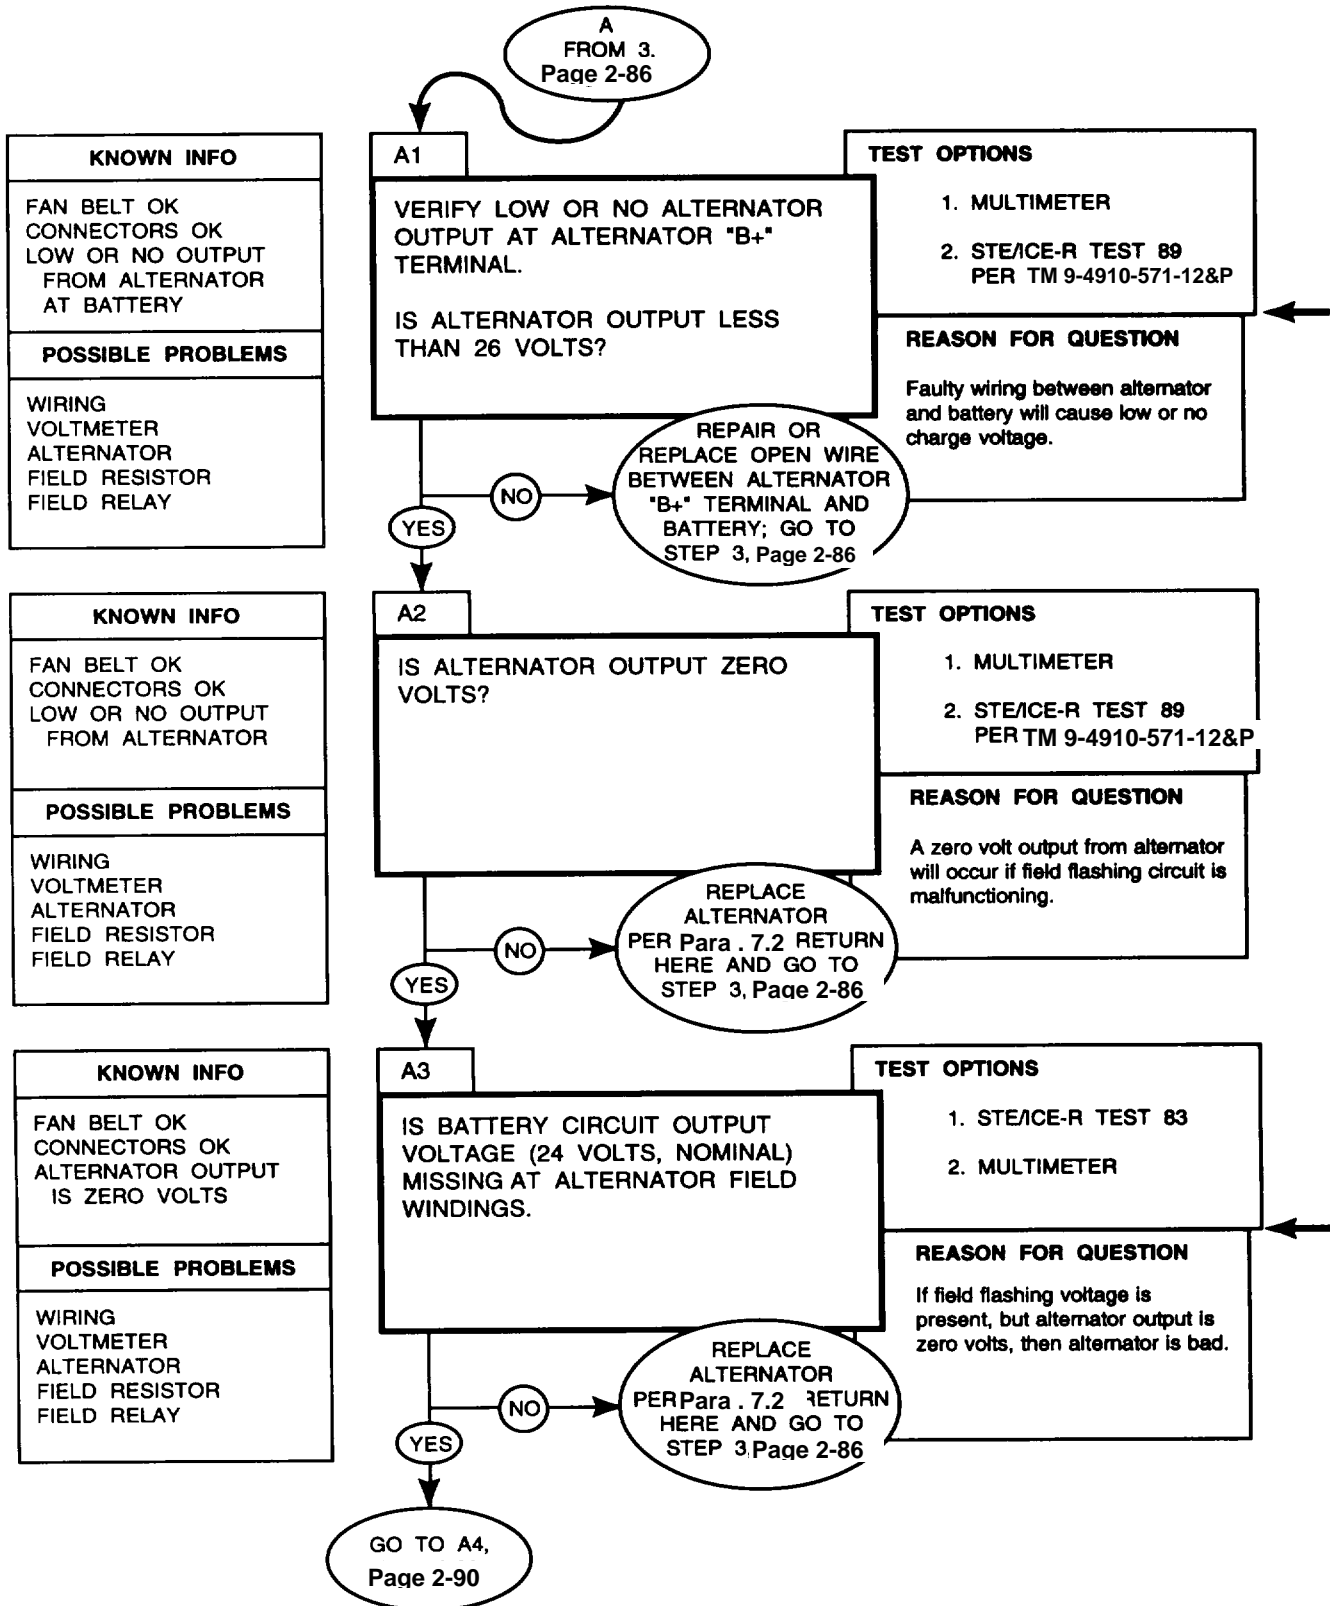 A
FROM 3.
Page 2-86
KNOWN INFO
FAN BELT OK
CONNECTORS OK
LOW OR NO OUTPUT
FROM ALTERNATOR
AT BATTERY
POSSIBLE PROBLEMS
WIRING
VOLTMETER
ALTERNATOR
FIELD RESISTOR
FIELD RELAY
A1
VERIFY LOW OR NO ALTERNATOR
OUTPUT AT ALTERNATOR "B+"
TERMINAL.
IS ALTERNATOR OUTPUT LESS
THAN 26 VOLTS?
TEST OPTIONS
1. MULTIMETER
2. STE/ICE-R TEST 89
PER TM 9-4910-571-12&P
REASON FOR QUESTION
Faulty wiring between alternator
and battery will cause low or no
charge voltage.
NO
REPAIR OR
REPLACE OPEN WIRE
BETWEEN ALTERNATOR
"B+" TERMINAL AND
BATTERY; GO TO
STEP 3, Page 2-86
YES
KNOWN INFO
FAN BELT OK
CONNECTORS OK
LOW OR NO OUTPUT
FROM ALTERNATOR
POSSIBLE PROBLEMS
WIRING
VOLTMETER
ALTERNATOR
FIELD RESISTOR
FIELD RELAY
A2
IS ALTERNATOR OUTPUT ZERO
VOLTS?
TEST OPTIONS
1. MULTIMETER
2. STE/ICE-R TEST 89
PER TM 9-4910-571-12&P
REASON FOR QUESTION
A zero volt output from alternator
will occur if field flashing circuit is
malfunctioning.
NO
REPLACE
ALTERNATOR
PER Para . 7.2 RETURN
HERE AND GO TO
STEP 3, Page 2-86
YES
KNOWN INFO
FAN BELT OK
CONNECTORS OK
ALTERNATOR OUTPUT
IS ZERO VOLTS
POSSIBLE PROBLEMS
WIRING
VOLTMETER
ALTERNATOR
FIELD RESISTOR
FIELD RELAY
A3
IS BATTERY CIRCUIT OUTPUT
VOLTAGE (24 VOLTS, NOMINAL)
MISSING AT ALTERNATOR FIELD
WINDINGS.
TEST OPTIONS
1. STE/ICE-R TEST 83
2. MULTIMETER
REASON FOR QUESTION
If field flashing voltage is
present, but alternator output is
zero volts, then alternator is bad.
NO
REPLACE
ALTERNATOR
PER Para . 7.2 RETURN
HERE AND GO TO
STEP 3, Page 2-86
YES
GO TO A4,
Page 2-90